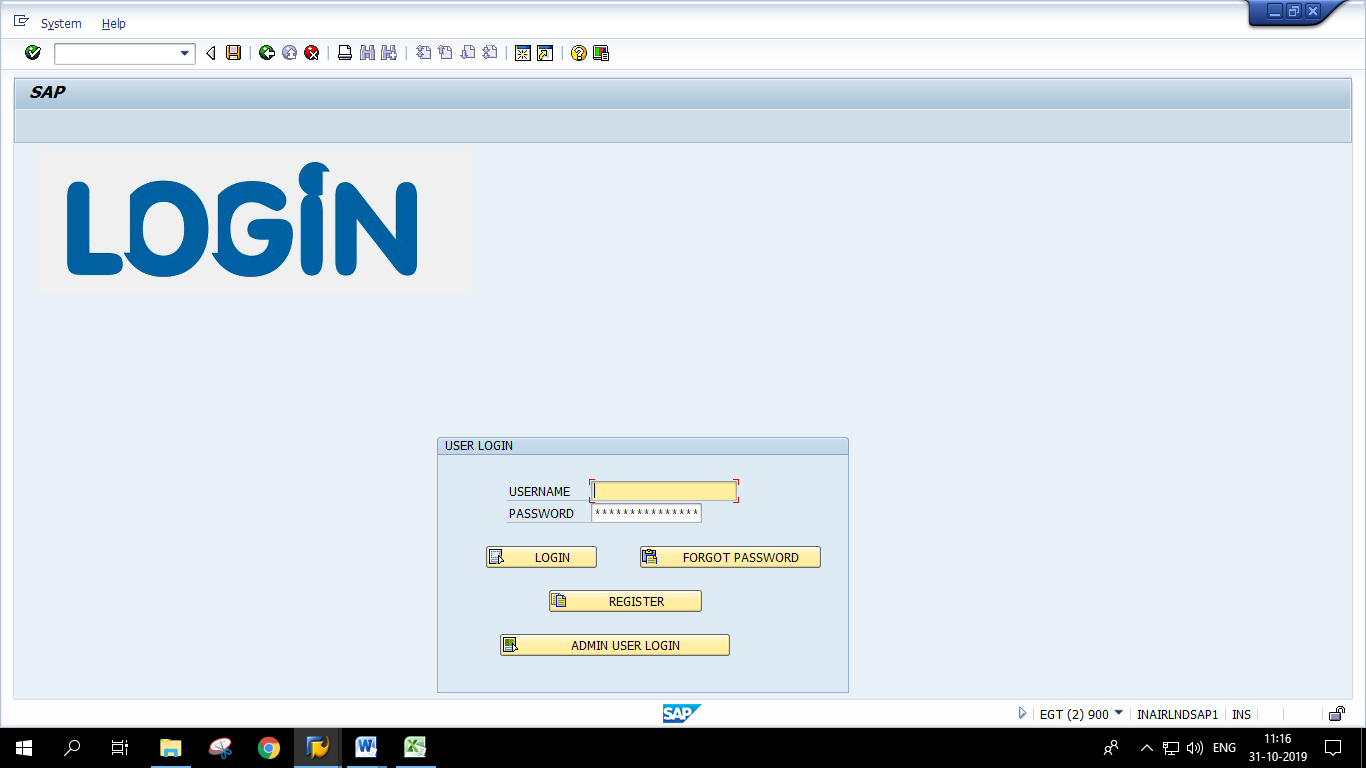 System Help
SAP
LOGIN
USER LOGIN
USERNAME
PASSWORD ***************
LOGIN FORGOT PASSWORD
REGISTER
ADMIN USER LOGIN
SAP EGT (2) 900 INAIRLNDSAP1 INS
ENG 11:16
31-10-2019